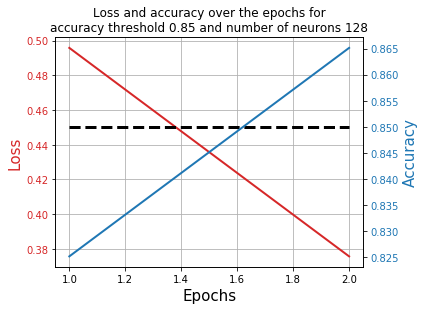 Loss and accuracy over the epochs for
accuracy threshold 0.85 and number of neurons 128
0.50
0.48
0.46
0.44
0.42
0.40
0.38
Loss
0.865
0.860
0.855
0.850
0.845
0.840
0.835
0.830
0.825
Accuracy
1.0 1.2 1.4 1.6 1.8 2.0
Epochs